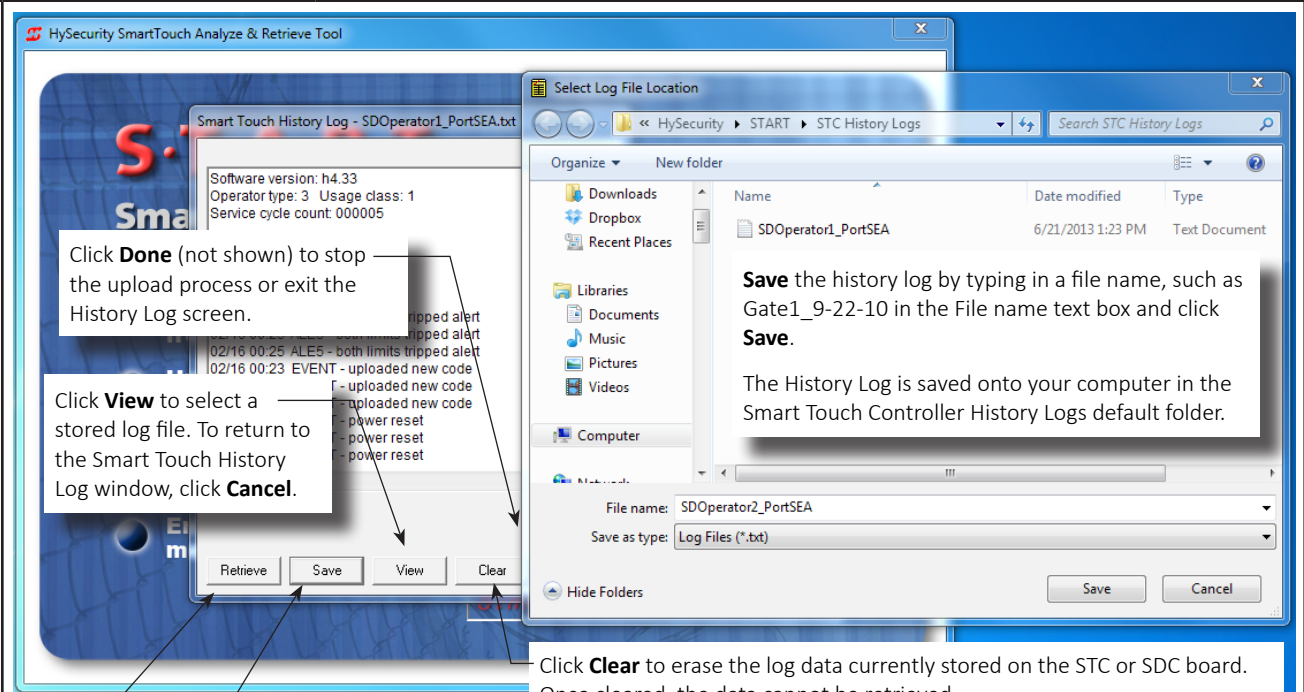 HySecurity SmartTouch Analyze & Retrieve Tool
x
S·
Sma
Smart Touch History Log - SDOperator1_PortSEA.txt
Software version: h4.33
Operator type: 3 Usage class: 1
Service cycle count: 000005
Click Done (not shown) to stop
the upload process or exit the
History Log screen.
tripped alert
tripped alert
02/16 00:25 ALE5 - both limits tripped alert
02/16 00:23 EVENT - uploaded new code
T - uploaded new code
T - uploaded new code
T - power reset
T - power reset
T - power reset
Click View to select a
stored log file. To return to
the Smart Touch History
Log window, click Cancel.
m
Retrieve Save View Clear
Select Log File Location
x
« HySecurity ▸ START ▸ STC History Logs
Search STC History Logs
Organize ▾ New folder
?
Downloads
Dropbox
Recent Places
Libraries
Documents
Music
Pictures
Videos
Computer
Network
Name Date modified Type
SDOperator1_PortSEA 6/21/2013 1:23 PM Text Document
Save the history log by typing in a file name, such as
Gate1_9-22-10 in the File name text box and click
Save.
The History Log is saved onto your computer in the
Smart Touch Controller History Logs default folder.
File name: SDOperator2_PortSEA
Save as type: Log Files (*.txt)
Hide Folders
Save Cancel
Click Clear to erase the log data currently stored on the STC or SDC board.
Once cleared, the data cannot be retrieved